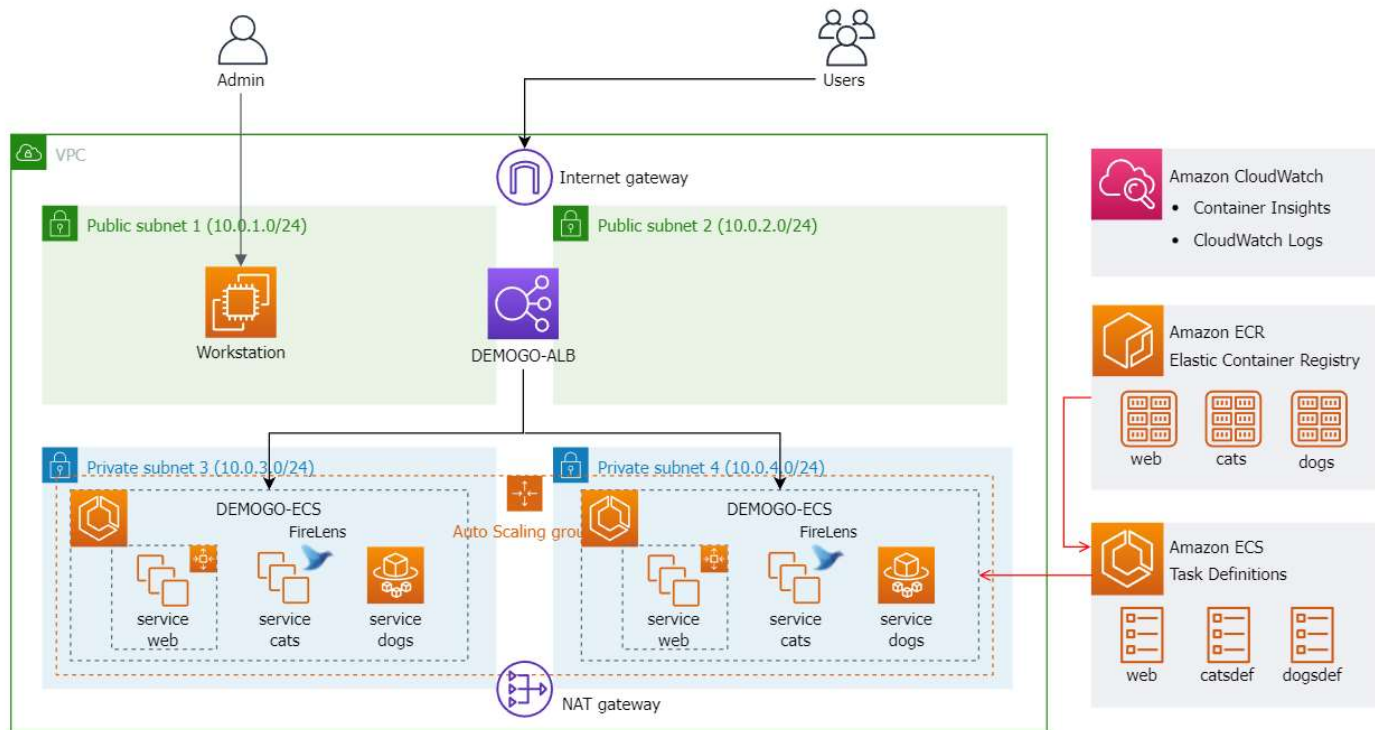 Admin
Users
VPC
Internet gateway
Public subnet 1 (10.0.1.0/24)
Public subnet 2 (10.0.2.0/24)
Workstation
DEMOGO-ALB
Private subnet 3 (10.0.3.0/24)
Private subnet 4 (10.0.4.0/24)
Auto Scaling grou
DEMOGO-ECS
FireLens
service
web
service
cats
service
dogs
DEMOGO-ECS
FireLens
service
web
service
cats
service
dogs
NAT gateway
Amazon CloudWatch
• Container Insights
• CloudWatch Logs
Amazon ECR
Elastic Container Registry
web
cats
dogs
Amazon ECS
Task Definitions
web
catsdef
dogsdef